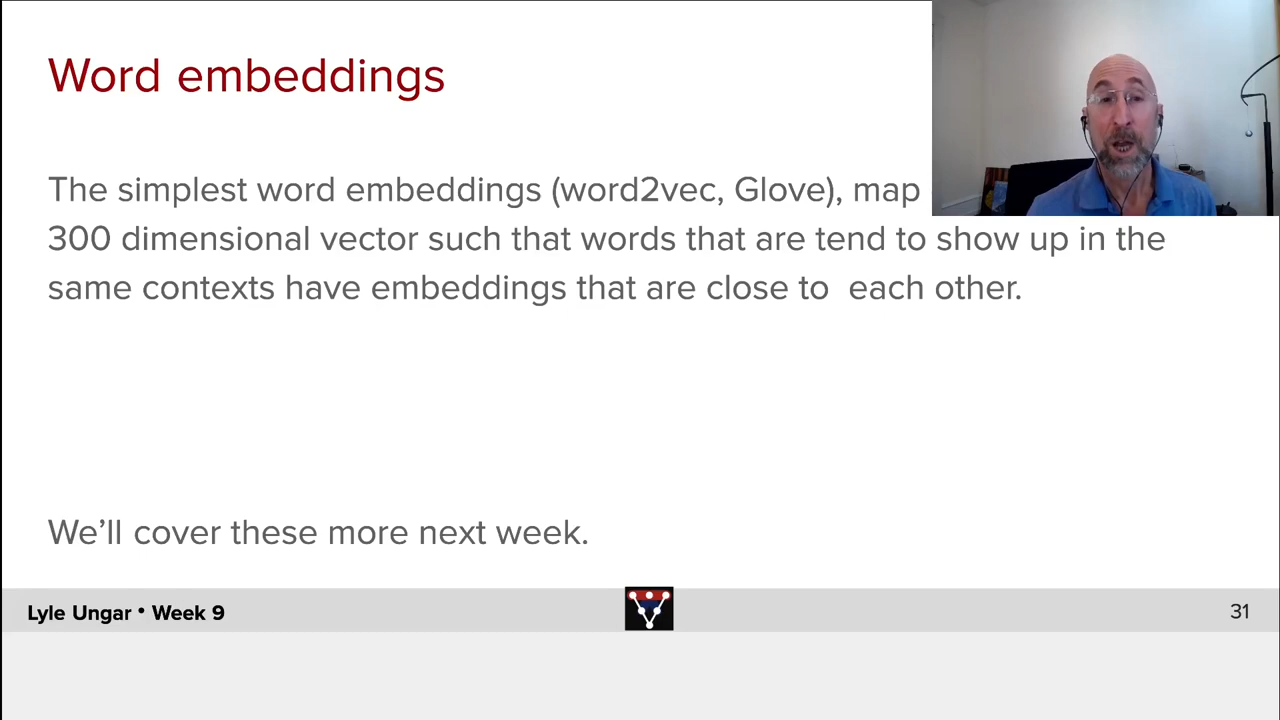 Word embeddings
The simplest word embeddings (word2vec, Glove), map
300 dimensional vector such that words that are tend to show up in the
same contexts have embeddings that are close to  each other.
We’ll cover these more next week.
Lyle Ungar • Week 9
31